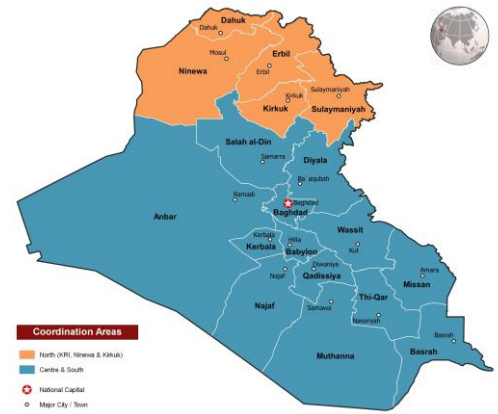 Dahuk
Dahuk
Mosul
Erbil
Erbil
Ninewa
Sulaymaniyah
Kirkuk
Kirkuk
Sulaymaniyah
Salah al-Din
Samarra
Diyala
Ba`aqubah
Ramadi
Baghdad
Baghdad
Anbar
Wassit
Kut
Kerbala
Kerbala
Hilla
Babylon
Diwaniya
Qadissiya
Najaf
Amara
Missan
Najaf
Samawa
Thi-Qar
Nassriyah
Basrah
Basrah
Muthanna
Coordination Areas
North (KRI, Ninewa & Kirkuk)
Centre & South
National Capital
Major City / Town